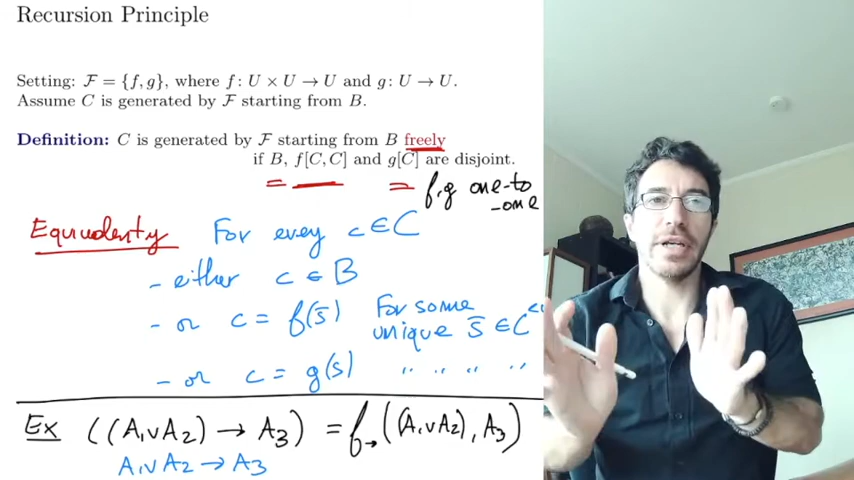 Recursion Principle
Setting: 𝓕 = {f, g}, where f: U × U → U and g: U → U.
Assume C is generated by 𝓕 starting from B.
Definition: C is generated by 𝓕 starting from B freely
if B, f[C, C] and g[C] are disjoint.
f,g one-to
-one
Equivalently For every c ∈ C
- either c ∈ B
- or c = f(s̄) For some
unique s̄ ∈ C
- or c = g(s) " " " "
Ex ((A₁∨A₂) → A₃) = f→((A₁∨A₂), A₃)
A₁∨A₂ → A₃